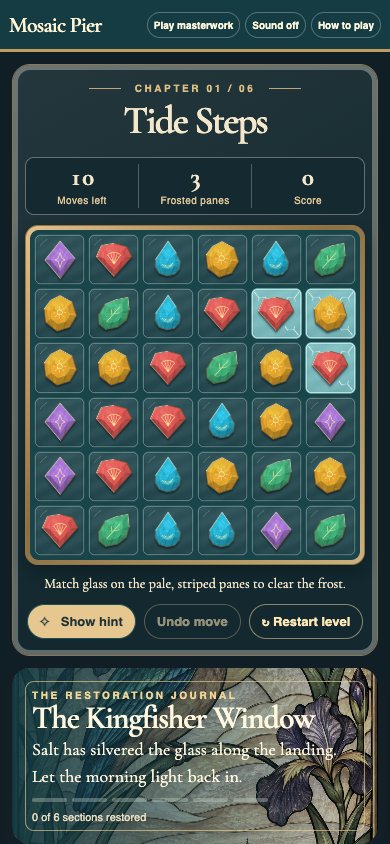 Mosaic Pier
Play masterwork
Sound off
How to play
CHAPTER 01 / 06
Tide Steps
10
Moves left
3
Frosted panes
0
Score
Match glass on the pale, striped panes to clear the frost.
✧ Show hint
Undo move
↻ Restart level
THE RESTORATION JOURNAL
The Kingfisher Window
Salt has silvered the glass along the landing.
Let the morning light back in.
0 of 6 sections restored